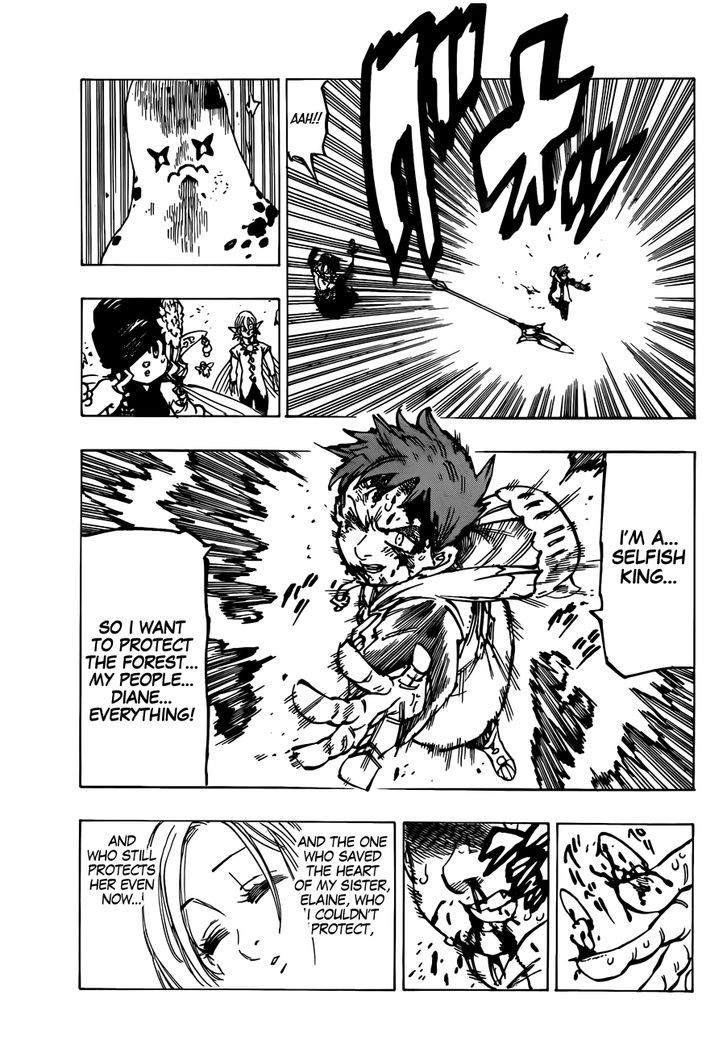 AAH!!
I'M A...
SELFISH
KING...
SO I WANT
TO PROTECT
THE FOREST...
MY PEOPLE...
DIANE...
EVERYTHING!
AND THE ONE
WHO SAVED
THE HEART
OF MY SISTER,
ELAINE, WHO
I COULDN'T
PROTECT,
AND
WHO STILL
PROTECTS
HER EVEN
NOW...